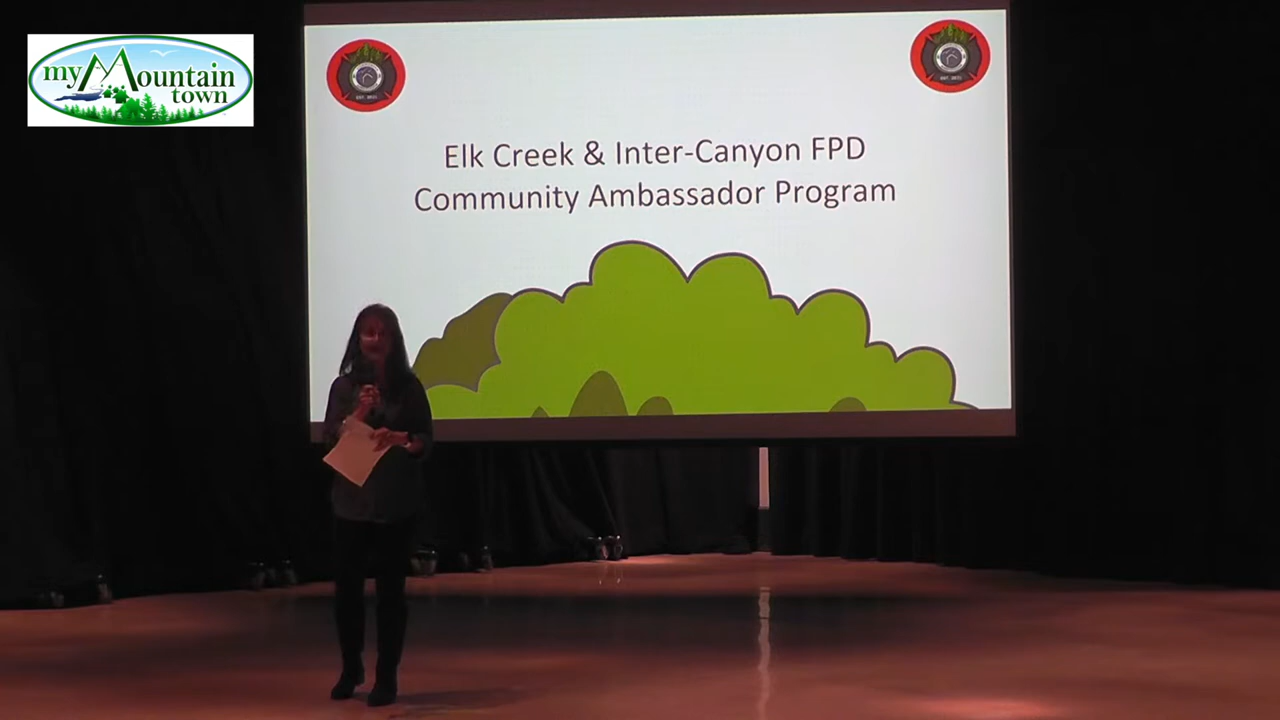 my Mountain
town
Elk Creek & Inter-Canyon FPD
Community Ambassador Program